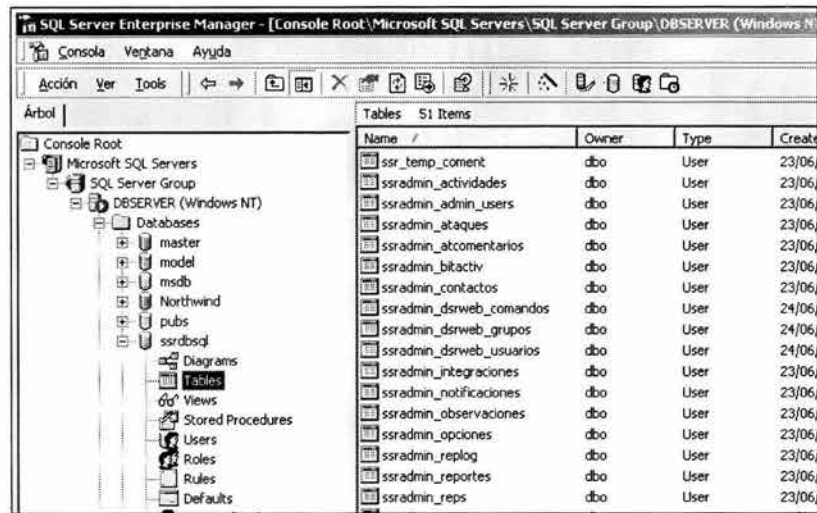 SQL Server Enterprise Manager - [Console Root\Microsoft SQL Servers\SQL Server Group\DBSERVER (Windows N
Consola Ventana Ayuda
Acción Ver Tools
Árbol
Tables 51 Items
Console Root
Microsoft SQL Servers
SQL Server Group
DBSERVER (Windows NT)
Databases
master
model
msdb
Northwind
pubs
ssrdbsql
Diagrams
Tables
Views
Stored Procedures
Users
Roles
Rules
Defaults
Name / Owner Type Create
ssr_temp_coment dbo User 23/06/
ssradmin_actividades dbo User 23/06/
ssradmin_admin_users dbo User 23/06/
ssradmin_ataques dbo User 23/06/
ssradmin_atcomentarios dbo User 23/06/
ssradmin_bitactiv dbo User 23/06/
ssradmin_contactos dbo User 23/06/
ssradmin_dsrweb_comandos dbo User 24/06/
ssradmin_dsrweb_grupos dbo User 24/06/
ssradmin_dsrweb_usuarios dbo User 24/06/
ssradmin_integraciones dbo User 23/06/
ssradmin_notificaciones dbo User 23/06/
ssradmin_observaciones dbo User 23/06/
ssradmin_opciones dbo User 23/06/
ssradmin_replog dbo User 23/06/
ssradmin_reportes dbo User 23/06/
ssradmin_reps dbo User 23/06/